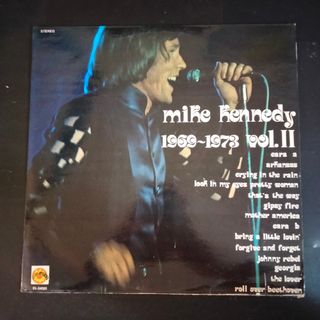 STEREO
mike kennedy
1969~1973 vol.II
cara a
arkansas
crying in the rain
look in my eyes pretty woman
that's the way
gipsy fire
mother america
cara b
bring a little lovin'
forgive and forget
johnny rebel
georgia
the lover
roll over beethoven